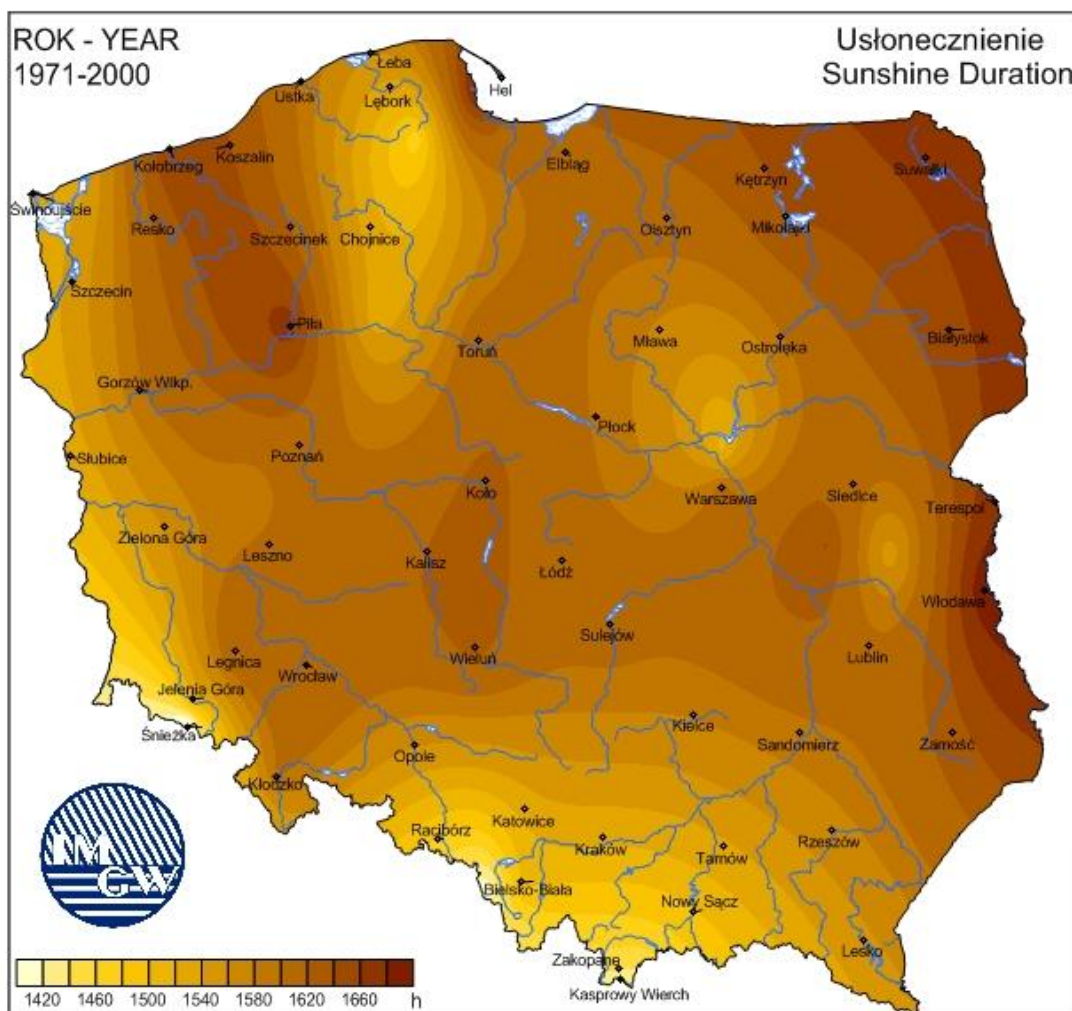 ROK - YEAR
1971-2000
Usłonecznienie
Sunshine Duration
Łeba
Ustka
Hel
Lębork
Koszalin
Kołobrzeg
Elbląg
Kętrzyn
Suwałki
Świnoujście
Resko
Szczecinek
Chojnice
Olsztyn
Mikołajki
Szczecin
Piła
Toruń
Mława
Ostrołęka
Białystok
Gorzów Wlkp.
Płock
Słubice
Poznań
Koło
Warszawa
Siedlce
Terespol
Zielona Góra
Leszno
Kalisz
Łódź
Włodawa
Sulejów
Legnica
Wrocław
Wieluń
Lublin
Jelenia Góra
Śnieżka
Opole
Kielce
Sandomierz
Zamość
Kłodzko
Katowice
Racibórz
Kraków
Tarnów
Rzeszów
Bielsko-Biała
Nowy Sącz
Lesko
Zakopane
Kasprowy Wierch
IM
GW
1420 1460 1500 1540 1580 1620 1660 h